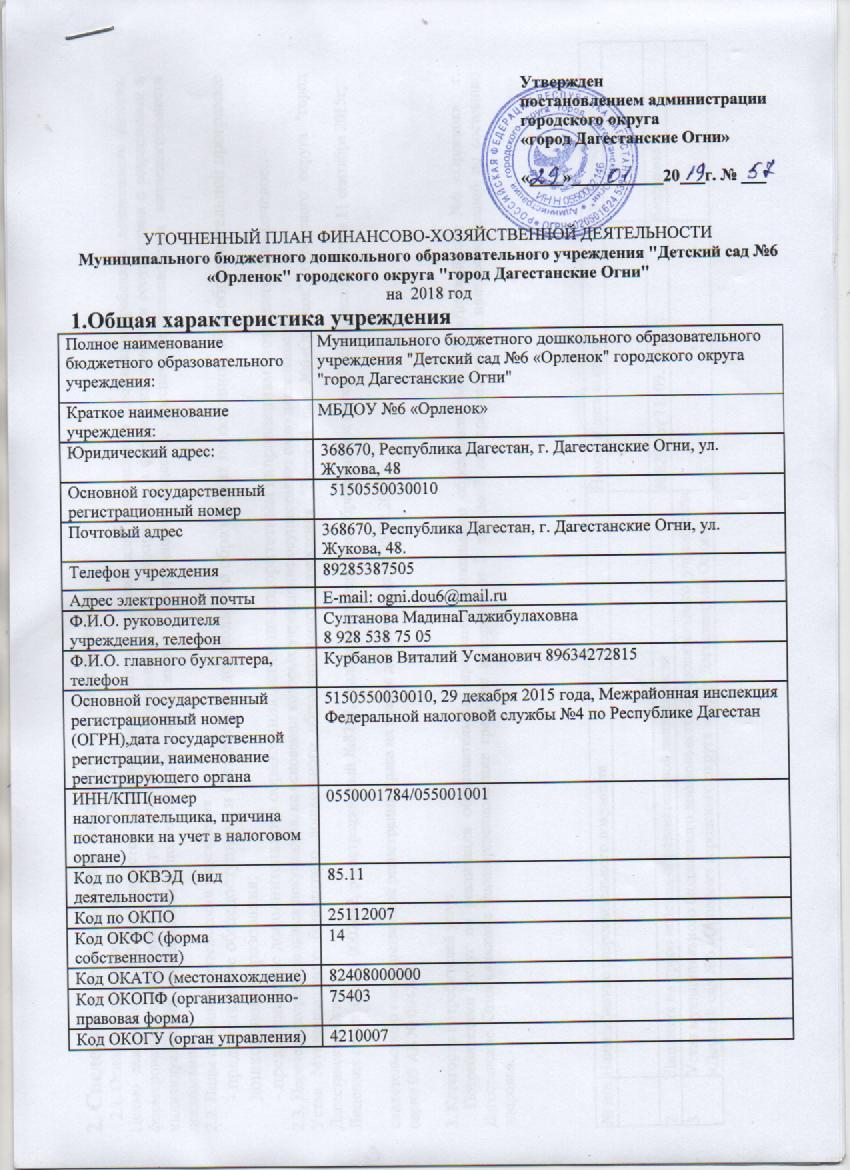 Утвержден
постановлением администрации
городского округа
«город Дагестанские Огни»
«29» 01 2019г. № 57
УТОЧНЕННЫЙ ПЛАН ФИНАНСОВО-ХОЗЯЙСТВЕННОЙ ДЕЯТЕЛЬНОСТИ
Муниципального бюджетного дошкольного образовательного учреждения "Детский сад №6
«Орленок" городского округа "город Дагестанские Огни"
на 2018 год
1.Общая характеристика учреждения
Полное наименование
бюджетного образовательного
учреждения:
Муниципального бюджетного дошкольного образовательного
учреждения "Детский сад №6 «Орленок" городского округа
"город Дагестанские Огни"
Краткое наименование
учреждения:
МБДОУ №6 «Орленок»
Юридический адрес:
368670, Республика Дагестан, г. Дагестанские Огни, ул.
Жукова, 48
Основной государственный
регистрационный номер
5150550030010
Почтовый адрес
368670, Республика Дагестан, г. Дагестанские Огни, ул.
Жукова, 48.
Телефон учреждения
89285387505
Адрес электронной почты
E-mail: ogni.dou6@mail.ru
Ф.И.О. руководителя
учреждения, телефон
Султанова МадинаГаджибулаховна
8 928 538 75 05
Ф.И.О. главного бухгалтера,
телефон
Курбанов Виталий Усманович 89634272815
Основной государственный
регистрационный номер
(ОГРН),дата государственной
регистрации, наименование
регистрирующего органа
5150550030010, 29 декабря 2015 года, Межрайонная инспекция
Федеральной налоговой службы №4 по Республике Дагестан
ИНН/КПП(номер
налогоплательщика, причина
постановки на учет в налоговом
органе)
0550001784/055001001
Код по ОКВЭД (вид
деятельности)
85.11
Код по ОКПО
25112007
Код ОКФС (форма
собственности)
14
Код ОКАТО (местонахождение)
82408000000
Код ОКОПФ (организационно-
правовая форма)
75403
Код ОКОГУ (орган управления)
4210007